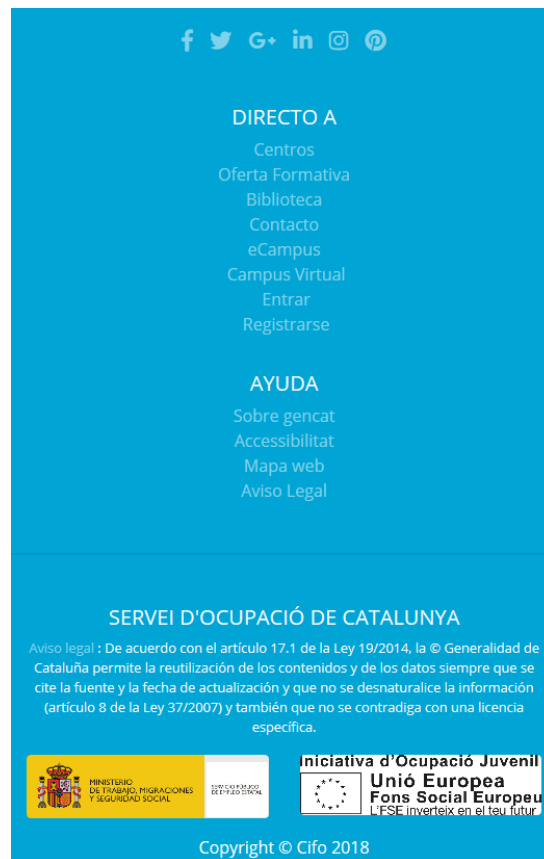 DIRECTO A
Centros
Oferta Formativa
Biblioteca
Contacto
eCampus
Campus Virtual
Entrar
Registrarse
AYUDA
Sobre gencat
Accessibilitat
Mapa web
Aviso Legal
SERVEI D'OCUPACIÓ DE CATALUNYA
Aviso legal : De acuerdo con el artículo 17.1 de la Ley 19/2014, la © Generalidad de
Cataluña permite la reutilización de los contenidos y de los datos siempre que se
cite la fuente y la fecha de actualización y que no se desnaturalice la información
(artículo 8 de la Ley 37/2007) y también que no se contradiga con una licencia
específica.
MINISTERIO
DE TRABAJO, MIGRACIONES
Y SEGURIDAD SOCIAL
SERVICIO PÚBLICO
DE EMPLEO ESTATAL
Iniciativa d'Ocupació Juvenil
Unió Europea
Fons Social Europeu
L'FSE inverteix en el teu futur
Copyright © Cifo 2018